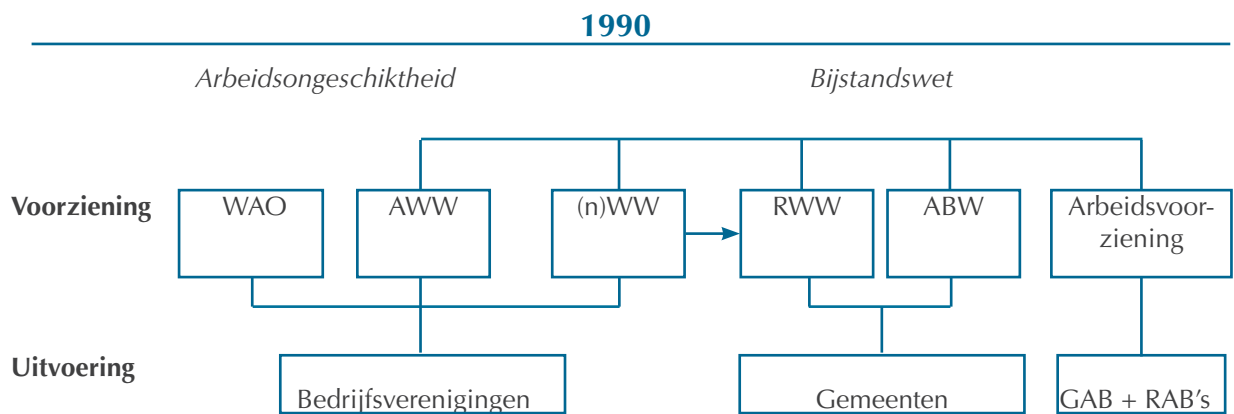 1990
Arbeidsongeschiktheid Bijstandswet
Voorziening WAO AWW (n)WW RWW ABW Arbeidsvoor-
ziening
Uitvoering
Bedrijfsverenigingen Gemeenten GAB + RAB’s